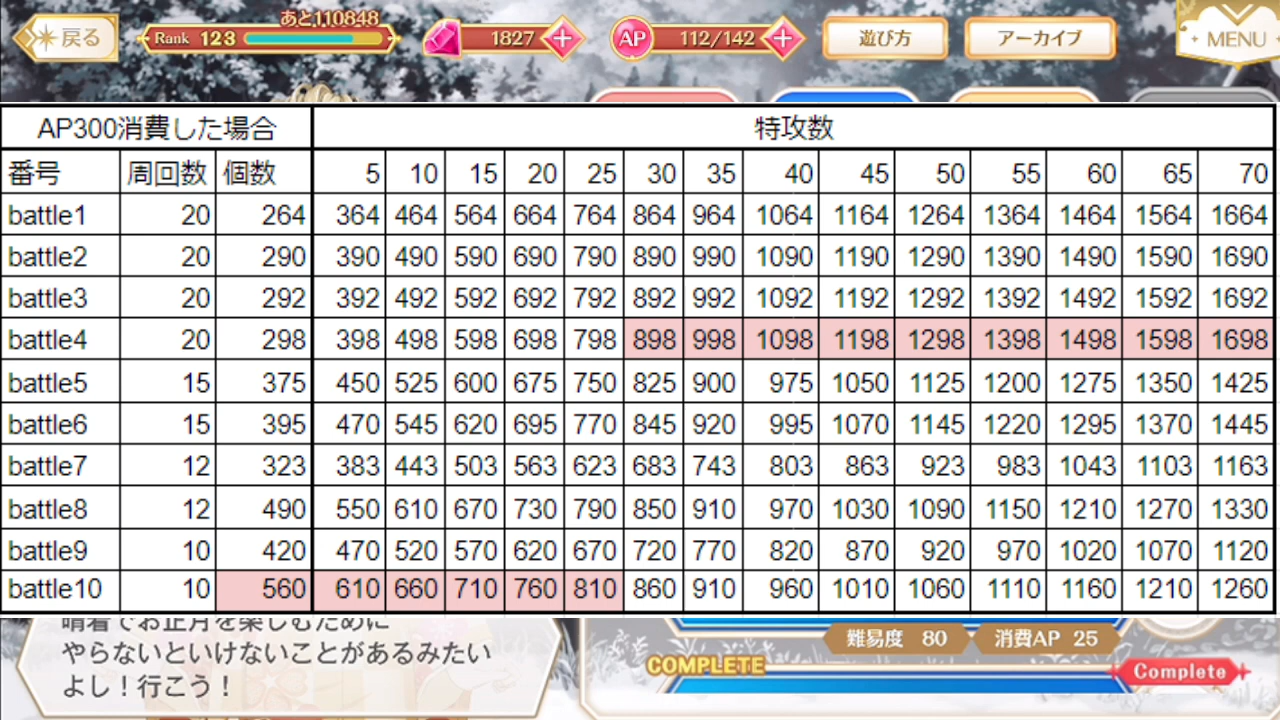 戻る
あと110848
Rank 123
1827
AP 112/142
遊び方
アーカイブ
MENU
AP300消費した場合 特攻数
番号 周回数 個数 5 10 15 20 25 30 35 40 45 50 55 60 65 70
battle1 20 264 364 464 564 664 764 864 964 1064 1164 1264 1364 1464 1564 1664
battle2 20 290 390 490 590 690 790 890 990 1090 1190 1290 1390 1490 1590 1690
battle3 20 292 392 492 592 692 792 892 992 1092 1192 1292 1392 1492 1592 1692
battle4 20 298 398 498 598 698 798 898 998 1098 1198 1298 1398 1498 1598 1698
battle5 15 375 450 525 600 675 750 825 900 975 1050 1125 1200 1275 1350 1425
battle6 15 395 470 545 620 695 770 845 920 995 1070 1145 1220 1295 1370 1445
battle7 12 323 383 443 503 563 623 683 743 803 863 923 983 1043 1103 1163
battle8 12 490 550 610 670 730 790 850 910 970 1030 1090 1150 1210 1270 1330
battle9 10 420 470 520 570 620 670 720 770 820 870 920 970 1020 1070 1120
battle10 10 560 610 660 710 760 810 860 910 960 1010 1060 1110 1160 1210 1260
晴着でお正月を楽しむために
やらないといけないことがあるみたい
よし！行こう！
難易度 80 消費AP 25
COMPLETE
Complete